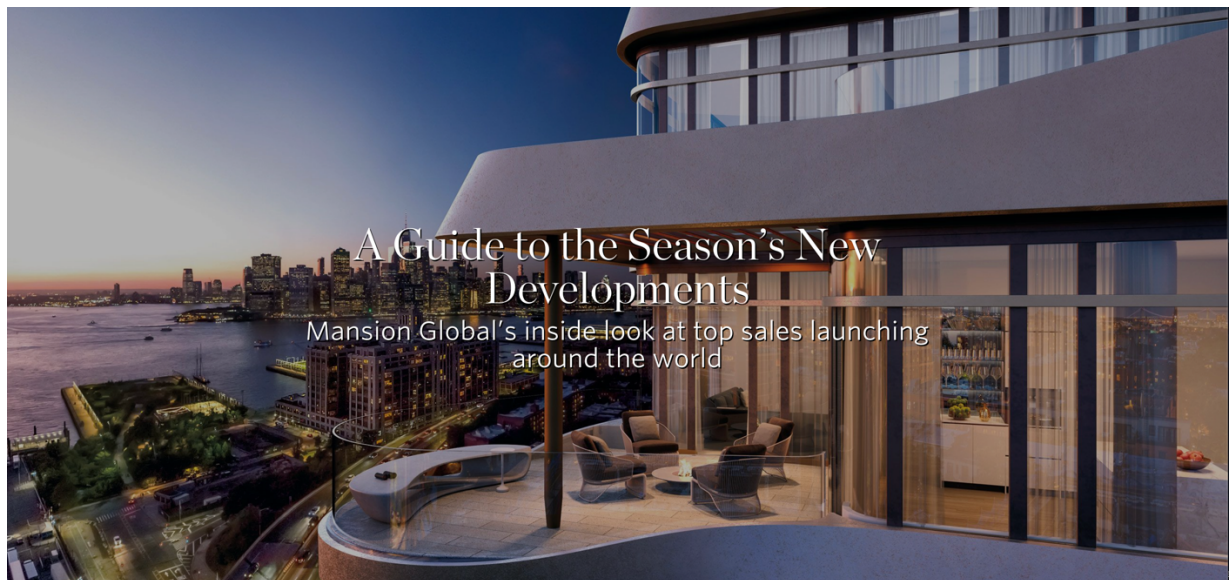 A Guide to the Season’s New
Developments
Mansion Global’s inside look at top sales launching
around the world